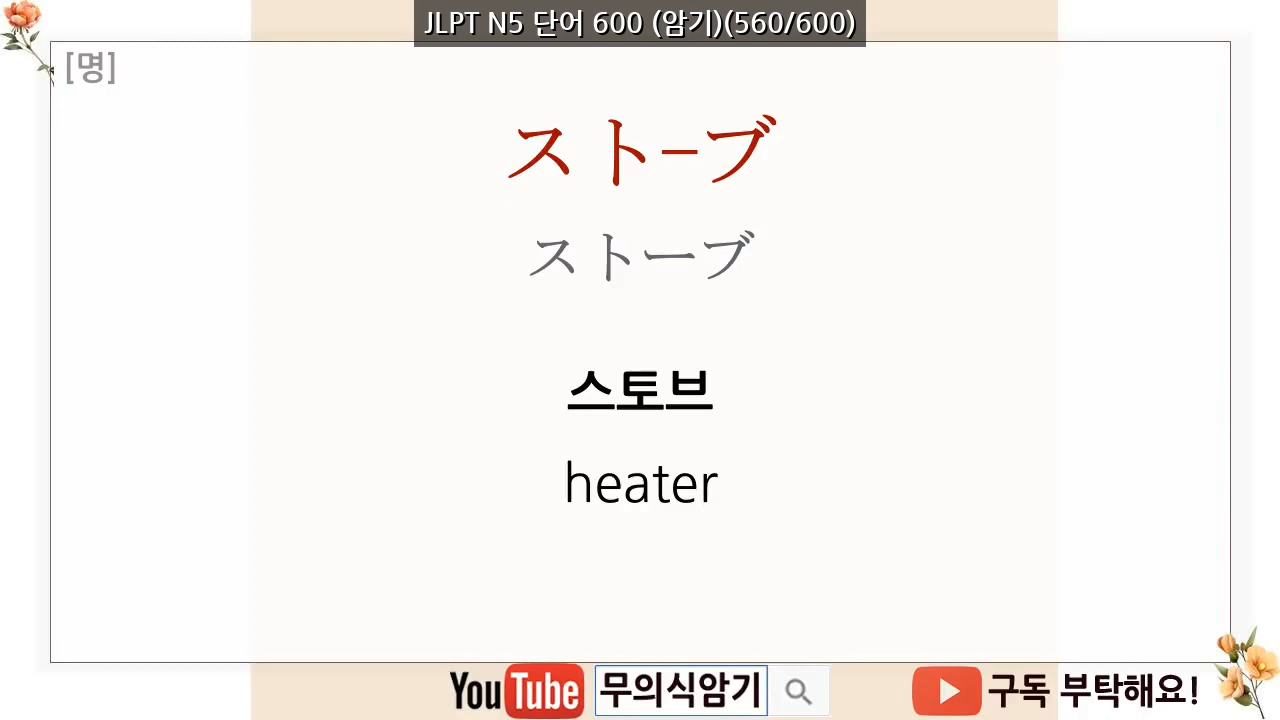 JLPT N5 단어 600 (암기)(560/600)
[명]
スト-ブ
ストーブ
스토브
heater
YouTube 무의식암기 구독 부탁해요!